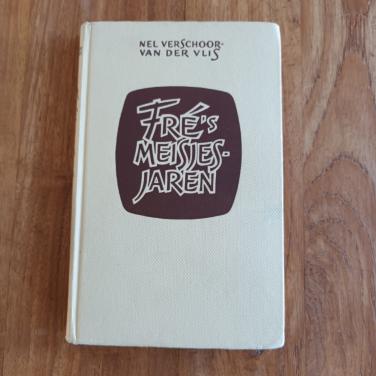 NEL VERSCHOOR-
VAN DER VLIS
FRÉ's
MEISJES-
JAREN